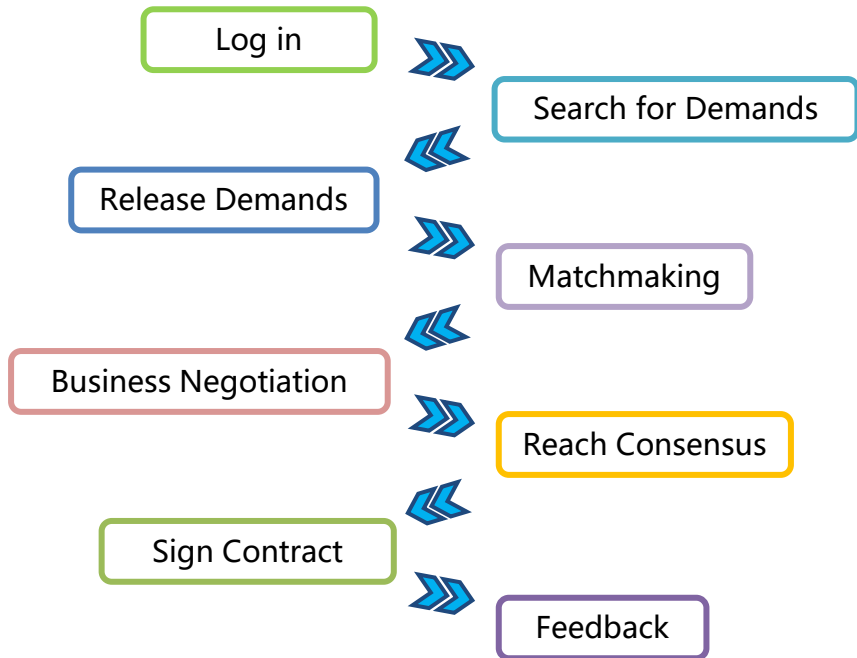 Log in
Search for Demands
Release Demands
Matchmaking
Business Negotiation
Reach Consensus
Sign Contract
Feedback